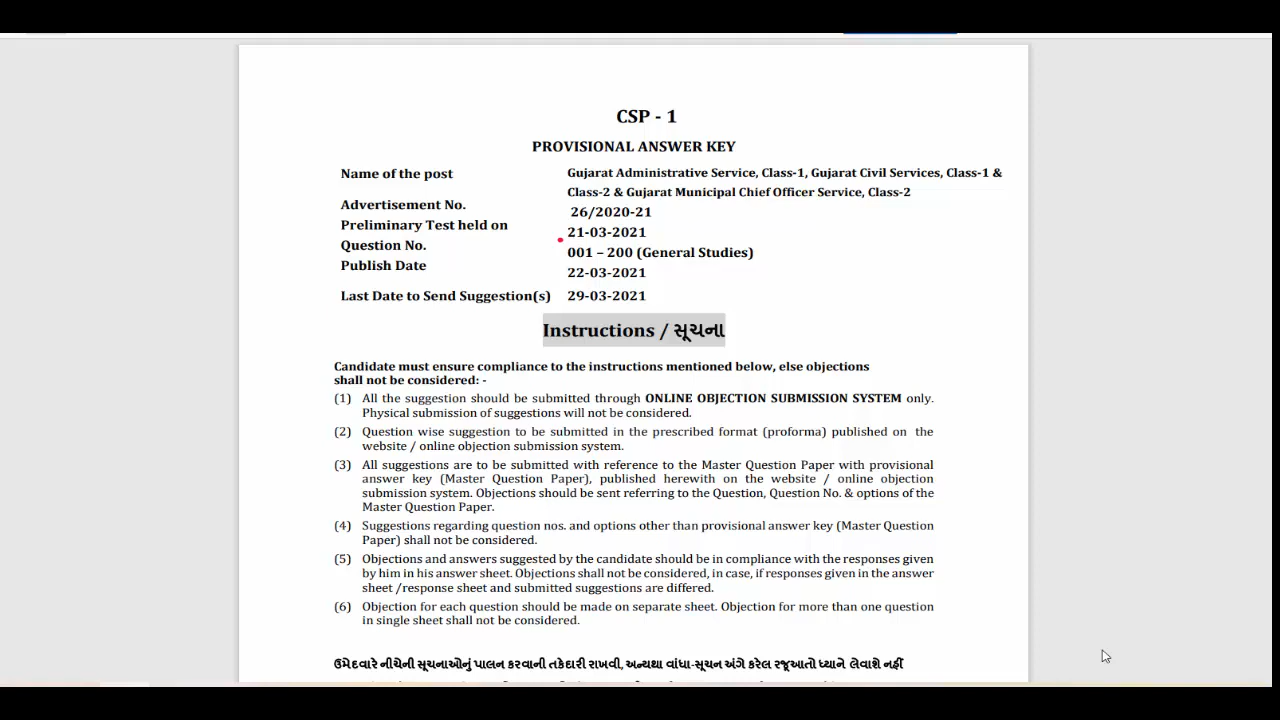 CSP - 1
PROVISIONAL ANSWER KEY
Name of the post Gujarat Administrative Service, Class-1, Gujarat Civil Services, Class-1 &
Class-2 & Gujarat Municipal Chief Officer Service, Class-2
Advertisement No. 26/2020-21
Preliminary Test held on 21-03-2021
Question No. 001 – 200 (General Studies)
Publish Date 22-03-2021
Last Date to Send Suggestion(s) 29-03-2021
Instructions / સૂચના
Candidate must ensure compliance to the instructions mentioned below, else objections
shall not be considered: -
(1) All the suggestion should be submitted through ONLINE OBJECTION SUBMISSION SYSTEM only.
Physical submission of suggestions will not be considered.
(2) Question wise suggestion to be submitted in the prescribed format (proforma) published on the
website / online objection submission system.
(3) All suggestions are to be submitted with reference to the Master Question Paper with provisional
answer key (Master Question Paper), published herewith on the website / online objection
submission system. Objections should be sent referring to the Question, Question No. & options of the
Master Question Paper.
(4) Suggestions regarding question nos. and options other than provisional answer key (Master Question
Paper) shall not be considered.
(5) Objections and answers suggested by the candidate should be in compliance with the responses given
by him in his answer sheet. Objections shall not be considered, in case, if responses given in the answer
sheet /response sheet and submitted suggestions are differed.
(6) Objection for each question should be made on separate sheet. Objection for more than one question
in single sheet shall not be considered.
ઉમેદવારે નીચેની સૂચનાઓનું પાલન કરવાની તકેદારી રાખવી, અન્યથા વાંધા-સૂચન અંગે કરેલ રજૂઆતો ધ્યાને લેવાશે નહીં